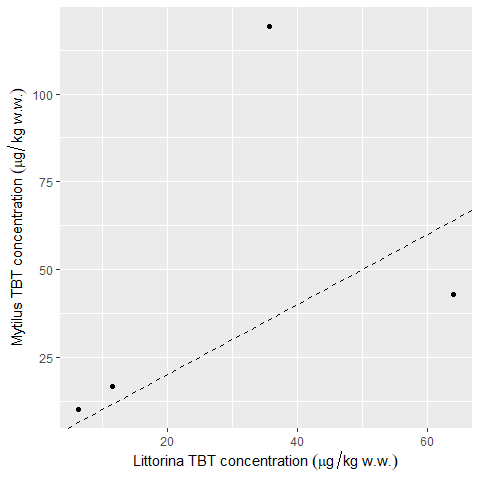 100
75
50
25
Mytilus TBT concentration (μg/kg w.w.)
20 40 60
Littorina TBT concentration (μg/kg w.w.)